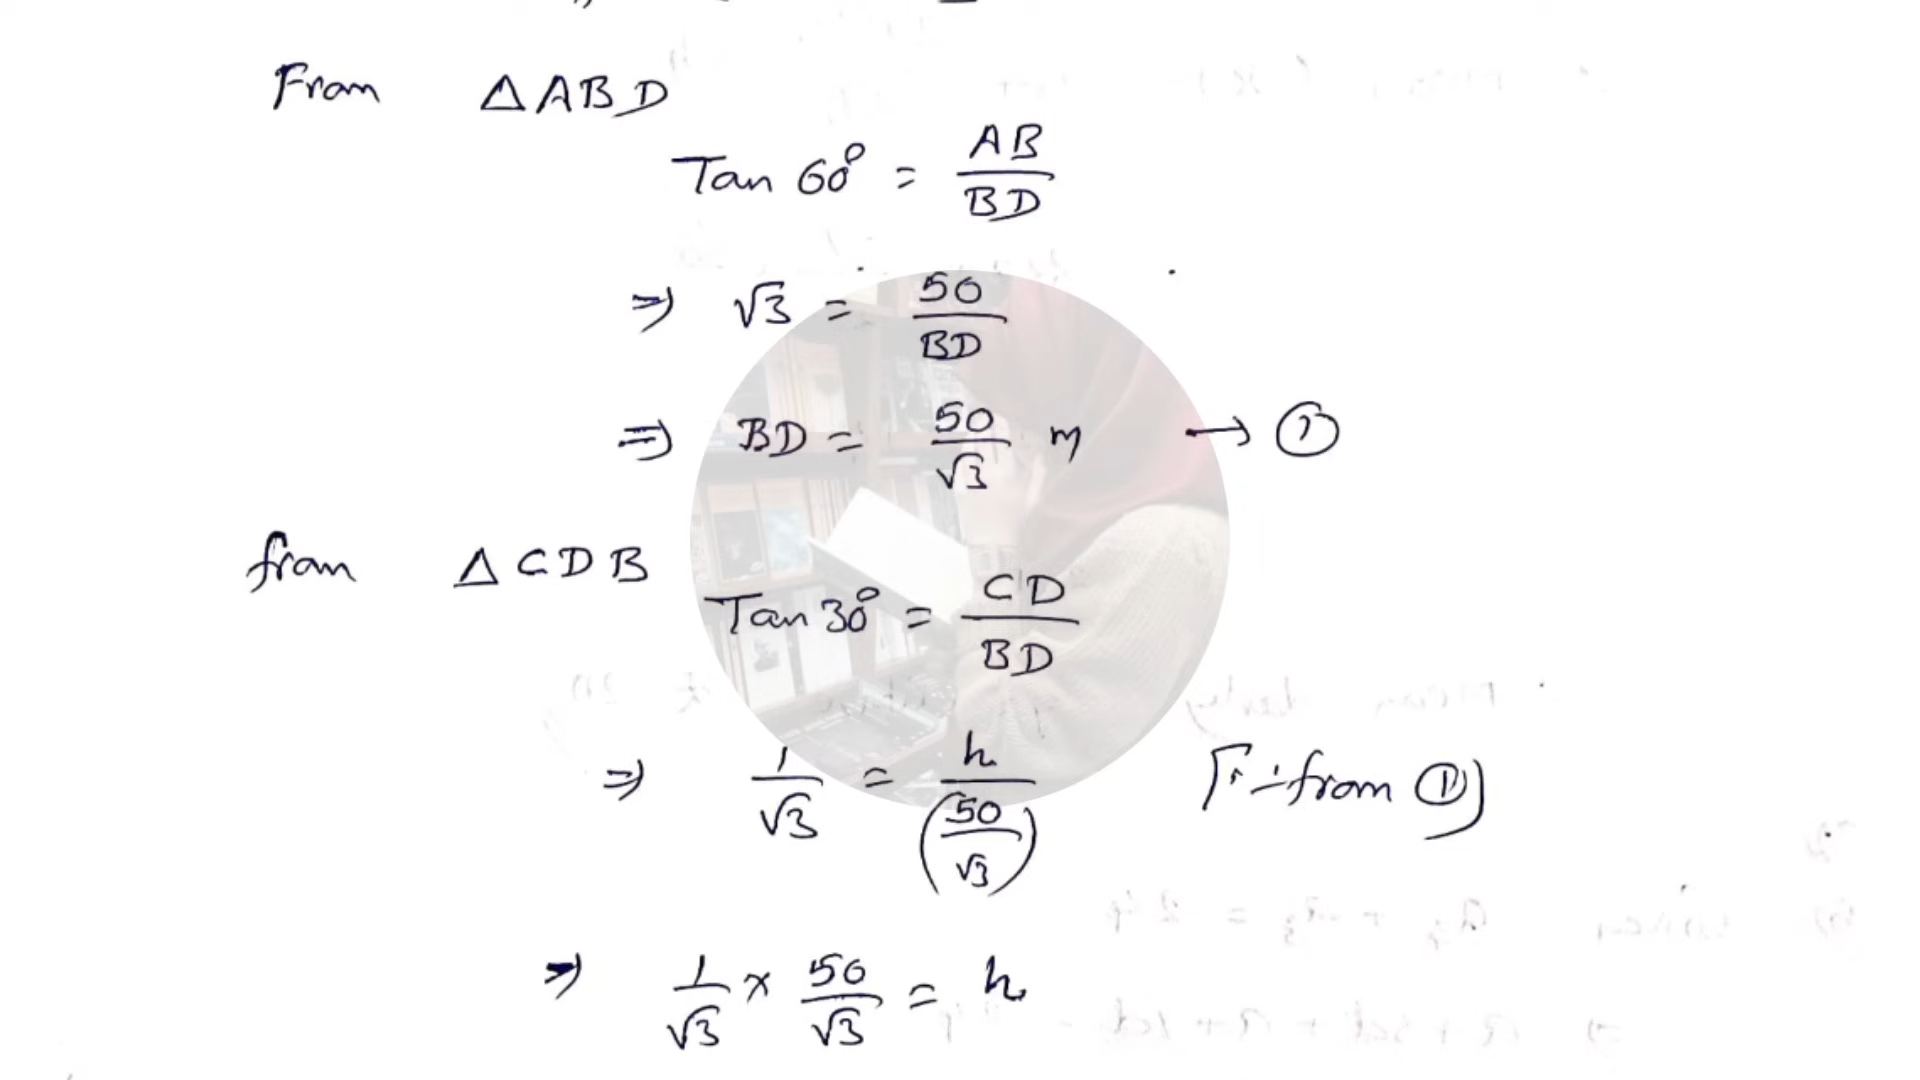 From △ABD
Tan 60° = AB/BD
⇒ √3 = 50/BD
⇒ BD = 50/√3 m → ①
from △CDB
Tan 30° = CD/BD
⇒ 1/√3 = h/(50/√3) [∵ from ①]
⇒ 1/√3 × 50/√3 = h